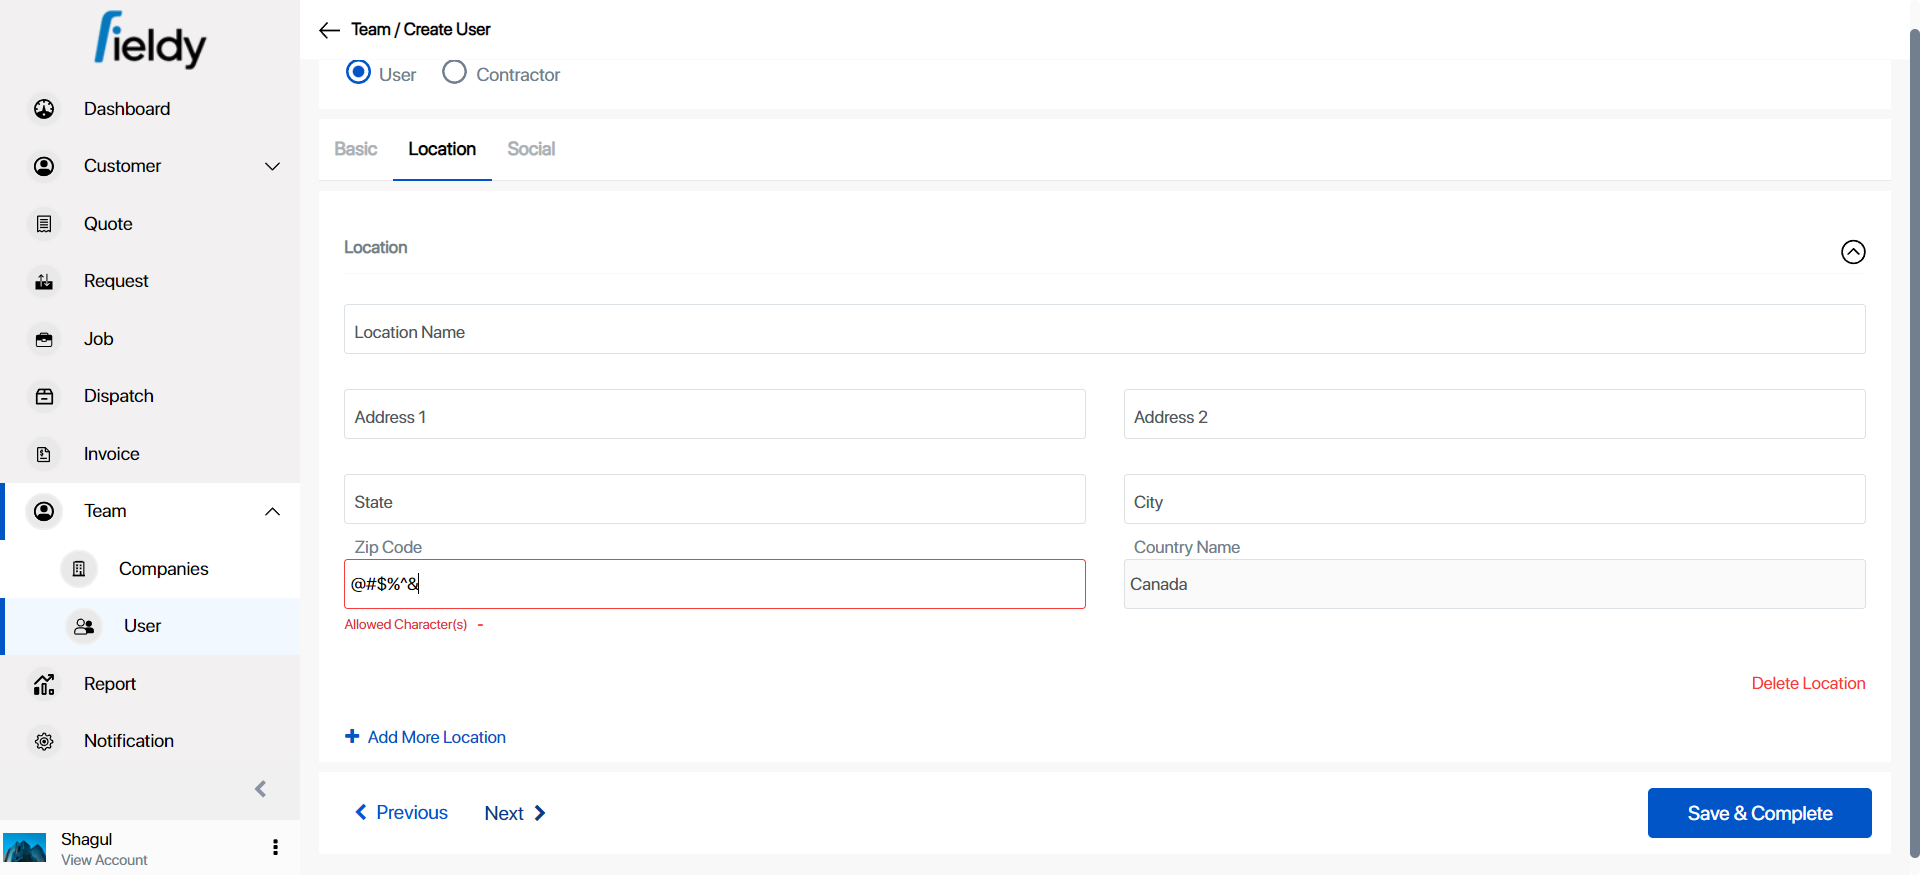 fieldy
Dashboard
Customer
Quote
Request
Job
Dispatch
Invoice
Team
Companies
User
Report
Notification
Shagul
View Account
Team / Create User
User
Contractor
Basic
Location
Social
Location
Location Name
Address 1
Address 2
State
City
Zip Code
Country Name
@#$%^&
Canada
Allowed Character(s) -
Delete Location
Add More Location
Previous
Next
Save & Complete